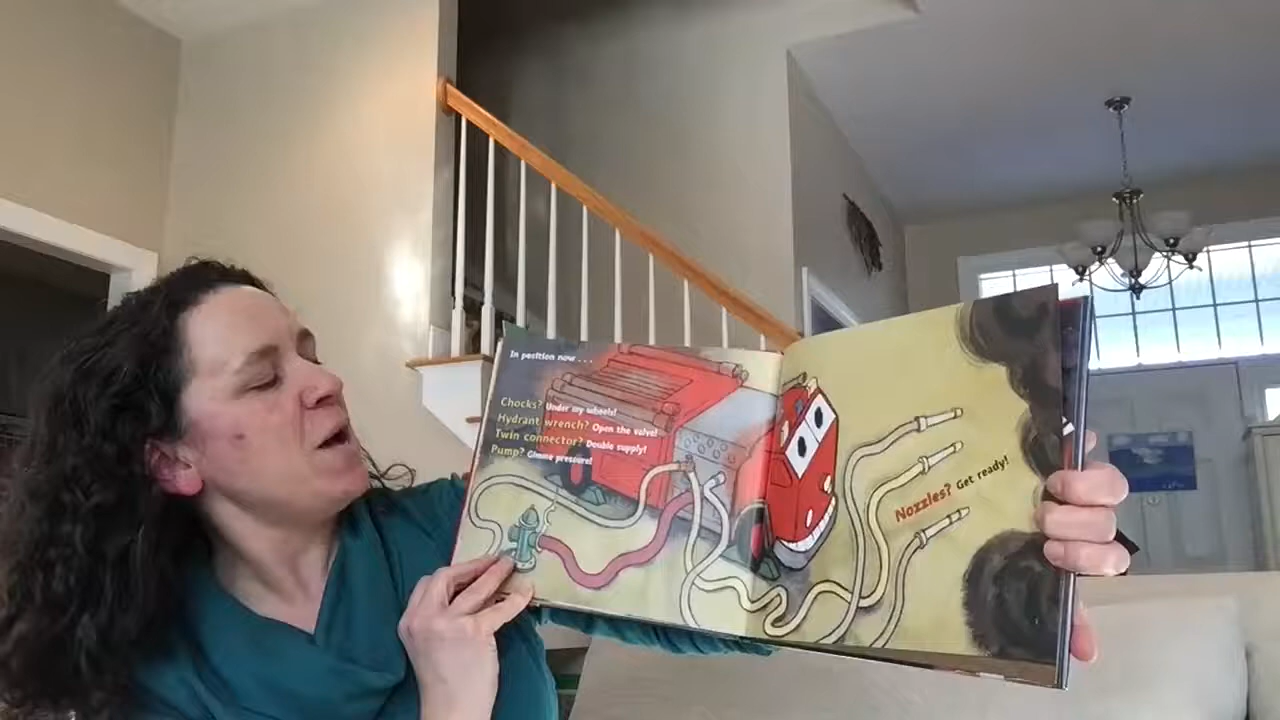 In position now . . .
Chocks? Under my wheels!
Hydrant wrench? Open the valve!
Twin connector? Double supply!
Pump? Gimme pressure!
Nozzles? Get ready!